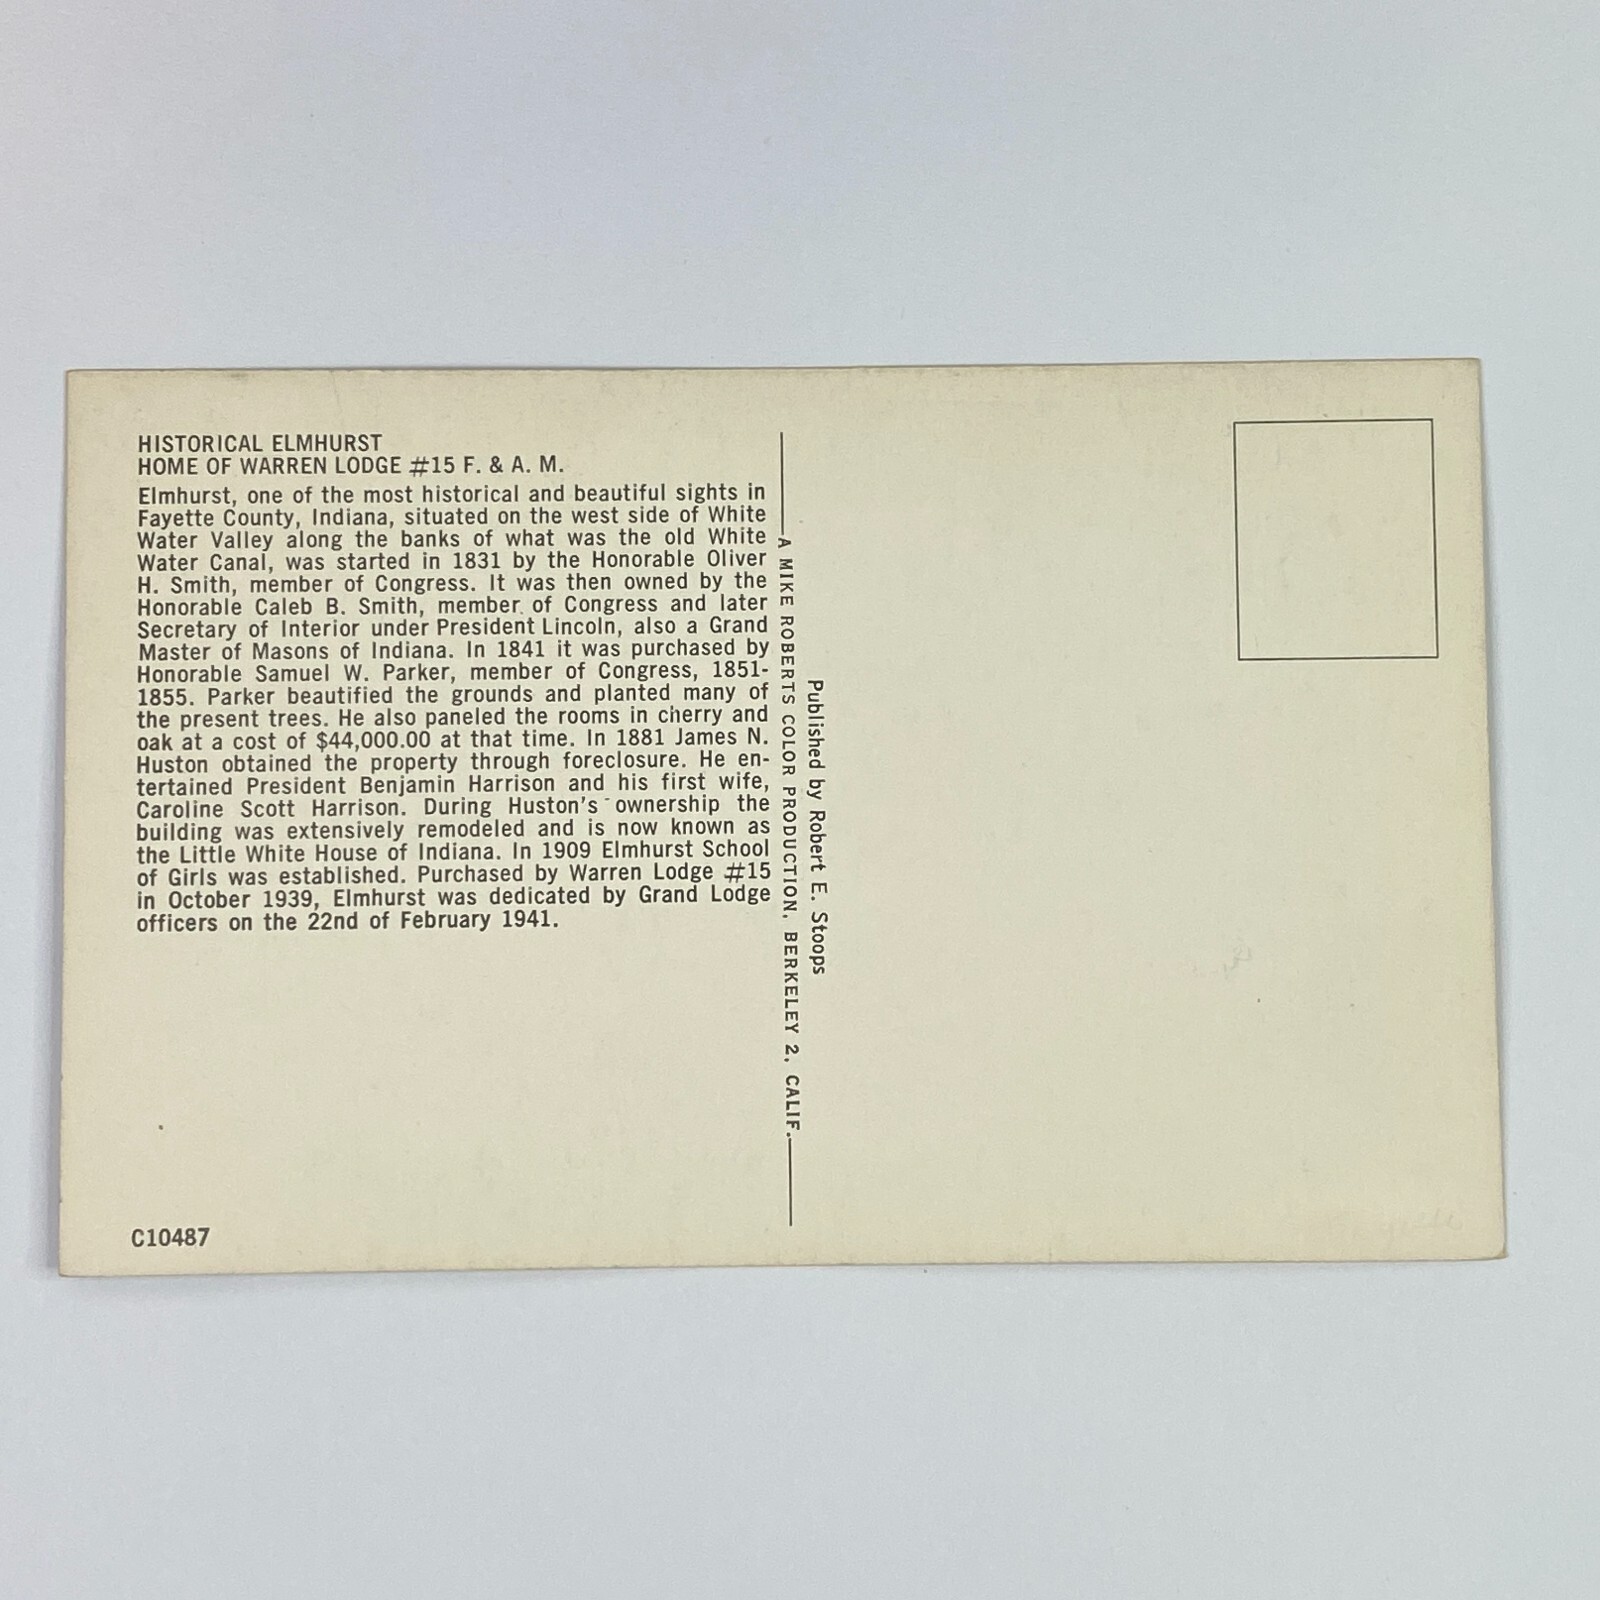 HISTORICAL ELMHURST
HOME OF WARREN LODGE #15 F. & A. M.
Elmhurst, one of the most historical and beautiful sights in
Fayette County, Indiana, situated on the west side of White
Water Valley along the banks of what was the old White
Water Canal, was started in 1831 by the Honorable Oliver
H. Smith, member of Congress. It was then owned by the
Honorable Caleb B. Smith, member of Congress and later
Secretary of Interior under President Lincoln, also a Grand
Master of Masons of Indiana. In 1841 it was purchased by
Honorable Samuel W. Parker, member of Congress, 1851-
1855. Parker beautified the grounds and planted many of
the present trees. He also paneled the rooms in cherry and
oak at a cost of $44,000.00 at that time. In 1881 James N.
Huston obtained the property through foreclosure. He en-
tertained President Benjamin Harrison and his first wife,
Caroline Scott Harrison. During Huston's ownership the
building was extensively remodeled and is now known as
the Little White House of Indiana. In 1909 Elmhurst School
of Girls was established. Purchased by Warren Lodge #15
in October 1939, Elmhurst was dedicated by Grand Lodge
officers on the 22nd of February 1941.
C10487
A MIKE ROBERTS COLOR PRODUCTION, BERKELEY 2, CALIF.
Published by Robert E. Stoops